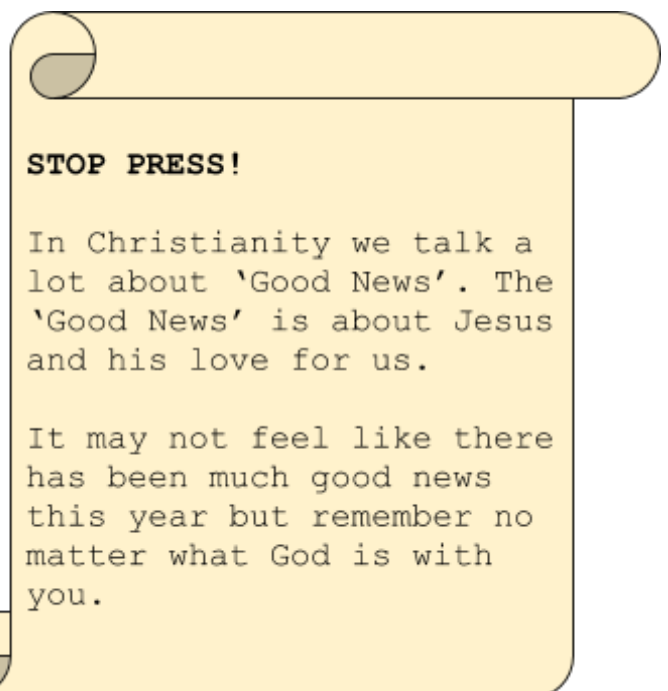 STOP PRESS!
In Christianity we talk a
lot about ‘Good News’. The
‘Good News’ is about Jesus
and his love for us.
It may not feel like there
has been much good news
this year but remember no
matter what God is with
you.